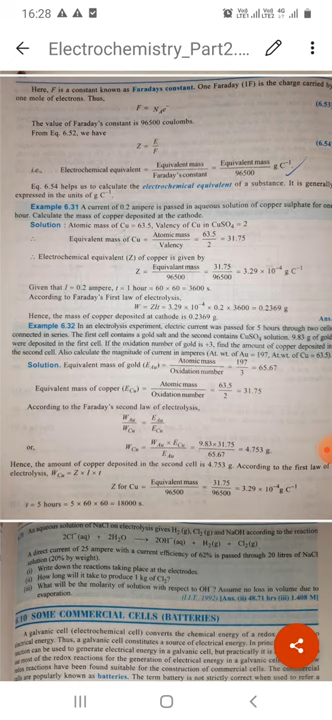 16:28
Vo5 LTE1 Vo5 LTE2 4G
Electrochemistry_Part2....
Here, F is a constant known as Faradays constant. One Faraday (1F) is the charge carried by
one mole of electrons. Thus,
F = N_A e⁻ (6.53)
The value of Faraday's constant is 96500 coulombs.
From Eq. 6.52, we have
Z = E/F (6.54
i.e., Electrochemical equivalent = Equivalent mass/Faraday's constant = Equivalent mass/96500 g C⁻¹
Eq. 6.54 helps us to calculate the electrochemical equivalent of a substance. It is generally
expressed in the units of g C⁻¹.
Example 6.31 A current of 0.2 ampere is passed in aqueous solution of copper sulphate for one
hour. Calculate the mass of copper deposited at the cathode.
Solution : Atomic mass of Cu = 63.5, Valency of Cu in CuSO₄ = 2
∴ Equivalent mass of Cu = Atomic mass/Valency = 63.5/2 = 31.75
∴ Electrochemical equivalent (Z) of copper is given by
Z = Equivalant mass/96500 = 31.75/96500 = 3.29 × 10⁻⁴ g C⁻¹
Given that I = 0.2 ampere, t = 1 hour = 60 × 60 = 3600 s.
According to Faraday's First law of electrolysis,
W = ZIt = 3.29 × 10⁻⁴ × 0.2 × 3600 = 0.2369 g
Hence, the mass of copper deposited at cathode is 0.2369 g. Ans.
Example 6.32 In an electrolysis experiment, electric current was passed for 5 hours through two cells
connected in series. The first cell contains a gold salt and the second contains CuSO₄ solution. 9.83 g of gold
were deposited in the first cell. If the oxidation number of gold is +3, find the amount of copper deposited in
the second cell. Also calculate the magnitude of current in amperes (At. wt. of Au = 197, At.wt. of Cu = 63.5)
Solution. Equivalent mass of gold (E_Au) = Atomic mass/Oxidation number = 197/3 = 65.67
Equivalent mass of copper (E_Cu) = Atomic mass/Oxidation number = 63.5/2 = 31.75
According to the Faraday's second law of electrolysis,
W_Au/W_Cu = E_Au/E_Cu
or, W_Cu = W_Au × E_Cu/E_Au = 9.83×31.75/65.67 = 4.753 g.
Hence, the amount of copper deposited in the second cell is 4.753 g. According to the first law of
electrolysis, W_Cu = Z × I × t
Z for Cu = Equivalent mass/96500 = 31.75/96500 = 3.29 × 10⁻⁴ g C⁻¹
t = 5 hours = 5 × 60 × 60 = 18000 s.
An aqueous solution of NaCl on electrolysis gives H₂(g), Cl₂(g) and NaOH according to the reaction
2Cl⁻(aq) + 2H₂O → 2OH⁻(aq) + H₂(g) + Cl₂(g)
A direct current of 25 ampere with a current efficiency of 62% is passed through 20 litres of NaCl
solution (20% by weight).
(i) Write down the reactions taking place at the electrodes.
(ii) How long will it take to produce 1 kg of Cl₂?
(iii) What will be the molarity of solution with respect to OH⁻? Assume no loss in volume due to
evaporation. (I.I.T. 1992) [Ans. (ii) 48.71 hrs (iii) 1.408 M]
6.10 SOME COMMERCIAL CELLS (BATTERIES)
A galvanic cell (electrochemical cell) converts the chemical energy of a redox
electrical energy. Thus, a galvanic cell constitutes a source of electrical energy. In princ
can be used to generate electrical energy in a galvanic cell, but practically it is
most of the redox reactions for the generation of electrical energy in a galvanic cell
reactions have been found suitable for the construction of commercial cells. The commercial
cells are popularly known as batteries. The term battery is not strictly correct when used to refer a